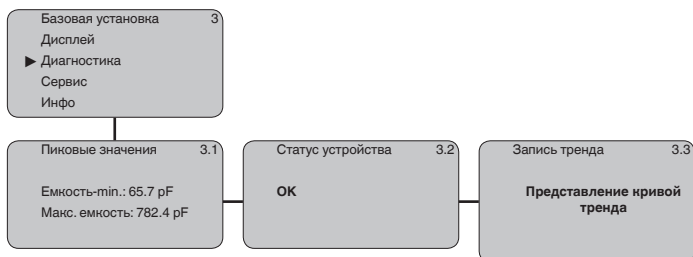 Базовая установка 3
Дисплей
▶ Диагностика
Сервис
Инфо
Пиковые значения 3.1
Емкость-min.: 65.7 pF
Макс. емкость: 782.4 pF
Статус устройства 3.2
OK
Запись тренда 3.3
Представление кривой
тренда